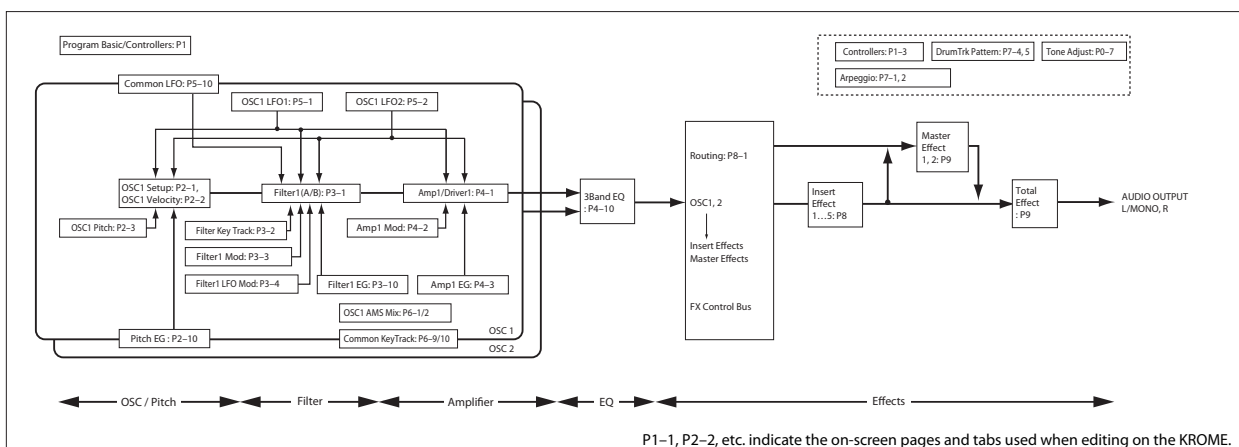 Program Basic/Controllers: P1
Controllers: P1–3
DrumTrk Pattern: P7–4, 5
Tone Adjust: P0–7
Arpeggio: P7–1, 2
Common LFO: P5–10
OSC1 LFO1: P5–1
OSC1 LFO2: P5–2
OSC1 Setup: P2–1,
OSC1 Velocity: P2–2
Filter1(A/B): P3–1
Amp1/Driver1: P4–1
OSC1 Pitch: P2–3
Filter Key Track: P3–2
Amp1 Mod: P4–2
Filter1 Mod: P3–3
Filter1 LFO Mod: P3–4
Filter1 EG: P3–10
Amp1 EG: P4–3
OSC1 AMS Mix: P6–1/2
Pitch EG : P2–10
Common KeyTrack: P6–9/10
OSC 1
OSC 2
3Band EQ
: P4–10
Routing: P8–1
OSC1, 2
Insert Effects
Master Effects
FX Control Bus
Insert
Effect
1…5: P8
Master
Effect
1, 2: P9
Total
Effect
: P9
AUDIO OUTPUT
L/MONO, R
OSC / Pitch
Filter
Amplifier
EQ
Effects
P1–1, P2–2, etc. indicate the on-screen pages and tabs used when editing on the KROME.